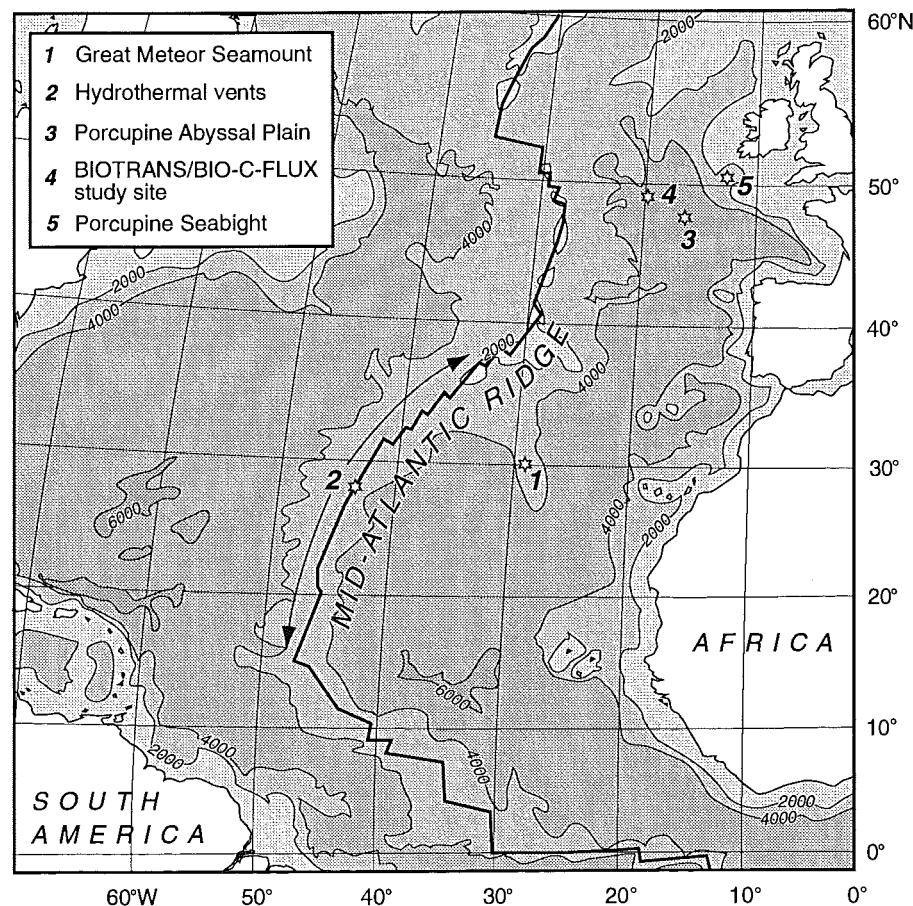 1 Great Meteor Seamount
2 Hydrothermal vents
3 Porcupine Abyssal Plain
4 BIOTRANS/BIO-C-FLUX
study site
5 Porcupine Seabight
60°N
2000
5
4
50°
3
4000
2000
4000
40°
2000
4000
MID-ATLANTIC RIDGE
2
1
30°
6000
4000
2000
20°
AFRICA
6000
10°
4000
2000
4000
2000
4000
SOUTH
AMERICA
0°
60°W
50°
40°
30°
20°
10°
0°